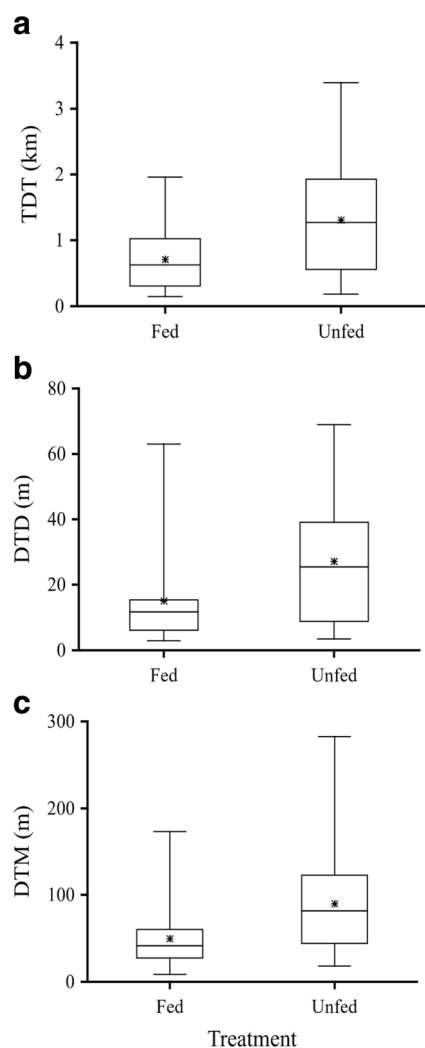 a
4
3
2
1
0
TDT (km)
Fed Unfed
b
80
60
40
20
0
DTD (m)
Fed Unfed
c
300
200
100
0
DTM (m)
Fed Unfed
Treatment